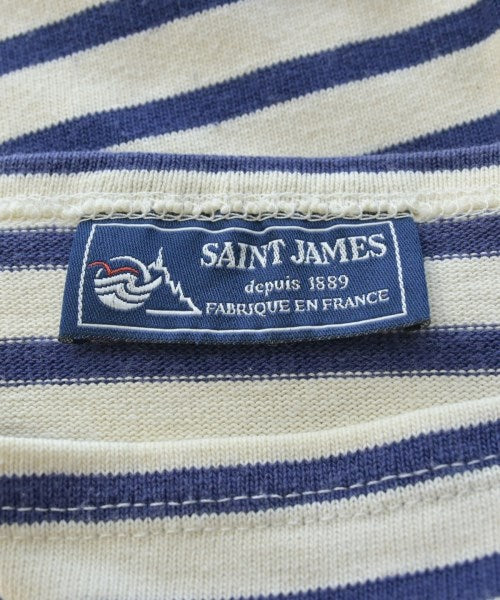 SAINT JAMES
depuis 1889
FABRIQUE EN FRANCE